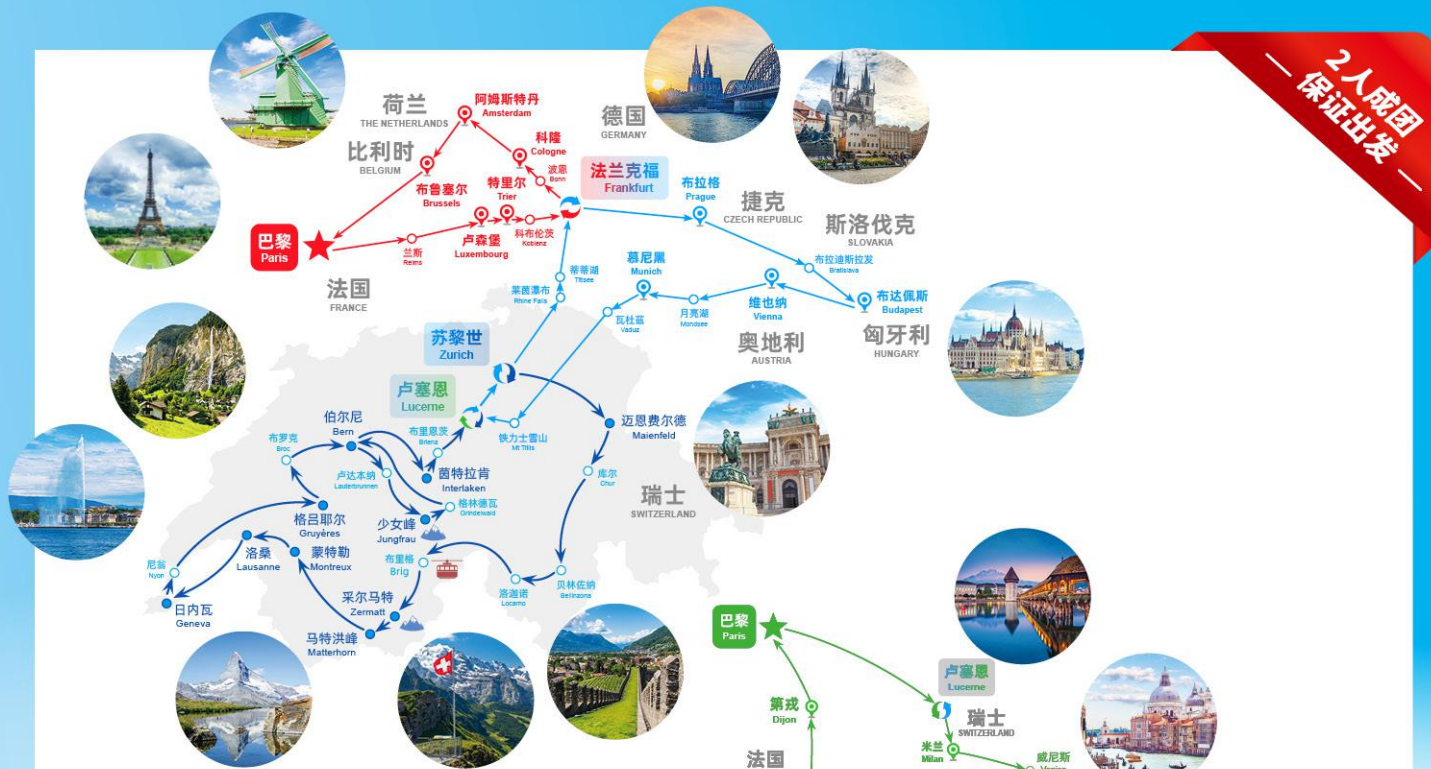 2人成团
— 保证出发 —
荷兰
THE NETHERLANDS
阿姆斯特丹
Amsterdam
德国
GERMANY
比利时
BELGIUM
科隆
Cologne
波恩
Bonn
法兰克福
Frankfurt
布鲁塞尔
Brussels
特里尔
Trier
布拉格
Prague
捷克
CZECH REPUBLIC
斯洛伐克
SLOVAKIA
巴黎
Paris
兰斯
Reims
卢森堡
Luxembourg
科布伦茨
Koblenz
布拉迪斯拉发
Bratislava
法国
FRANCE
蒂蒂湖
Titisee
慕尼黑
Munich
莱茵瀑布
Rhine Falls
瓦杜兹
Vaduz
月亮湖
Mondsee
维也纳
Vienna
布达佩斯
Budapest
奥地利
AUSTRIA
匈牙利
HUNGARY
苏黎世
Zurich
卢塞恩
Lucerne
伯尔尼
Bern
布里恩茨
Brienz
铁力士雪山
Mt Titlis
迈恩费尔德
Maienfeld
布罗克
Broc
卢达本纳
Lauterbrunnen
茵特拉肯
Interlaken
库尔
Chur
格林德瓦
Grindelwald
瑞士
SWITZERLAND
格吕耶尔
Gruyères
少女峰
Jungfrau
洛桑
Lausanne
蒙特勒
Montreux
布里格
Brig
尼翁
Nyon
日内瓦
Geneva
采尔马特
Zermatt
洛迦诺
Locarno
贝林佐纳
Bellinzona
马特洪峰
Matterhorn
巴黎
Paris
卢塞恩
Lucerne
第戎
Dijon
瑞士
SWITZERLAND
米兰
Milan
法国
威尼斯
Venice